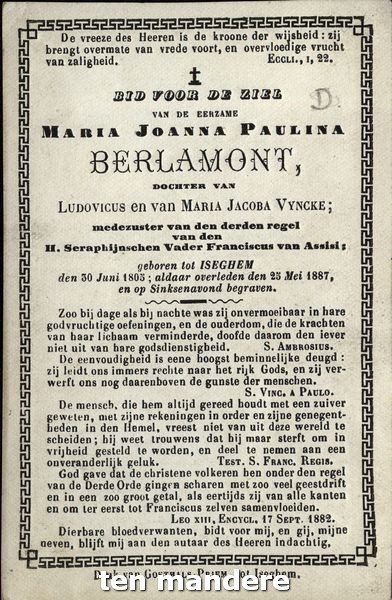 De vreeze des Heeren is de kroone der wijsheid: zij
brengt overmate van vrede voort, en overvloedige vrucht
van zaligheid. Eccli., I, 22.
D.
BID VOOR DE ZIEL
VAN DE EERZAME
MARIA JOANNA PAULINA
BERLAMONT,
DOCHTER VAN
LUDOVICUS en van MARIA JACOBA VYNCKE;
medezuster van den derden regel
van den
H. Seraphijnschen Vader Franciscus van Assisi;
geboren tot ISEGHEM
den 30 Juni 1803; aldaar overleden den 25 Mei 1887,
en op Sinksenavond begraven.
Zoo bij dage als bij nachte was zij onvermoeibaar in hare
godvruchtige oefeningen, en de ouderdom, die de krachten
van haar lichaam verminderde, doofde daarom den iever
niet uit van hare godsdienstigheid. S. AMBROSIUS.
De eenvoudigheid is eene hoogst beminnelijke deugd:
zij leidt ons immers recht naar het rijk Gods, en zij ver-
werft ons nog daarenboven de gunste der menschen.
S. VINC. A PAULO.
De mensch, die hem altijd gereed houdt met een zuiver
geweten, met zijne rekeningen in order en zijne genegent-
heden in den Hemel, vreest niet van uit deze wereld te
scheiden; hij weet trouwens dat hij maar sterft om in
vrijheid gesteld te worden, en deel te nemen aan een
onveranderlijk geluk. TEST. S. FRANC. REGIS.
God gave dat de christene volkeren hen onder den regel
van de Derde Orde gingen scharen met zoo veel geestdrift
en in een zoo groot getal, als eertijds zij van alle kanten
en om ter eerst tot Franciscus zelven samenvloeiden.
LEO XIII, ENCYCL. 17 SEPT. 1882.
Dierbare bloedverwanten, bidt voor mij, en gij, mijne
neven, blijft mij aan den autaar des Heeren indachtig,
ten mandere
Iseghem.